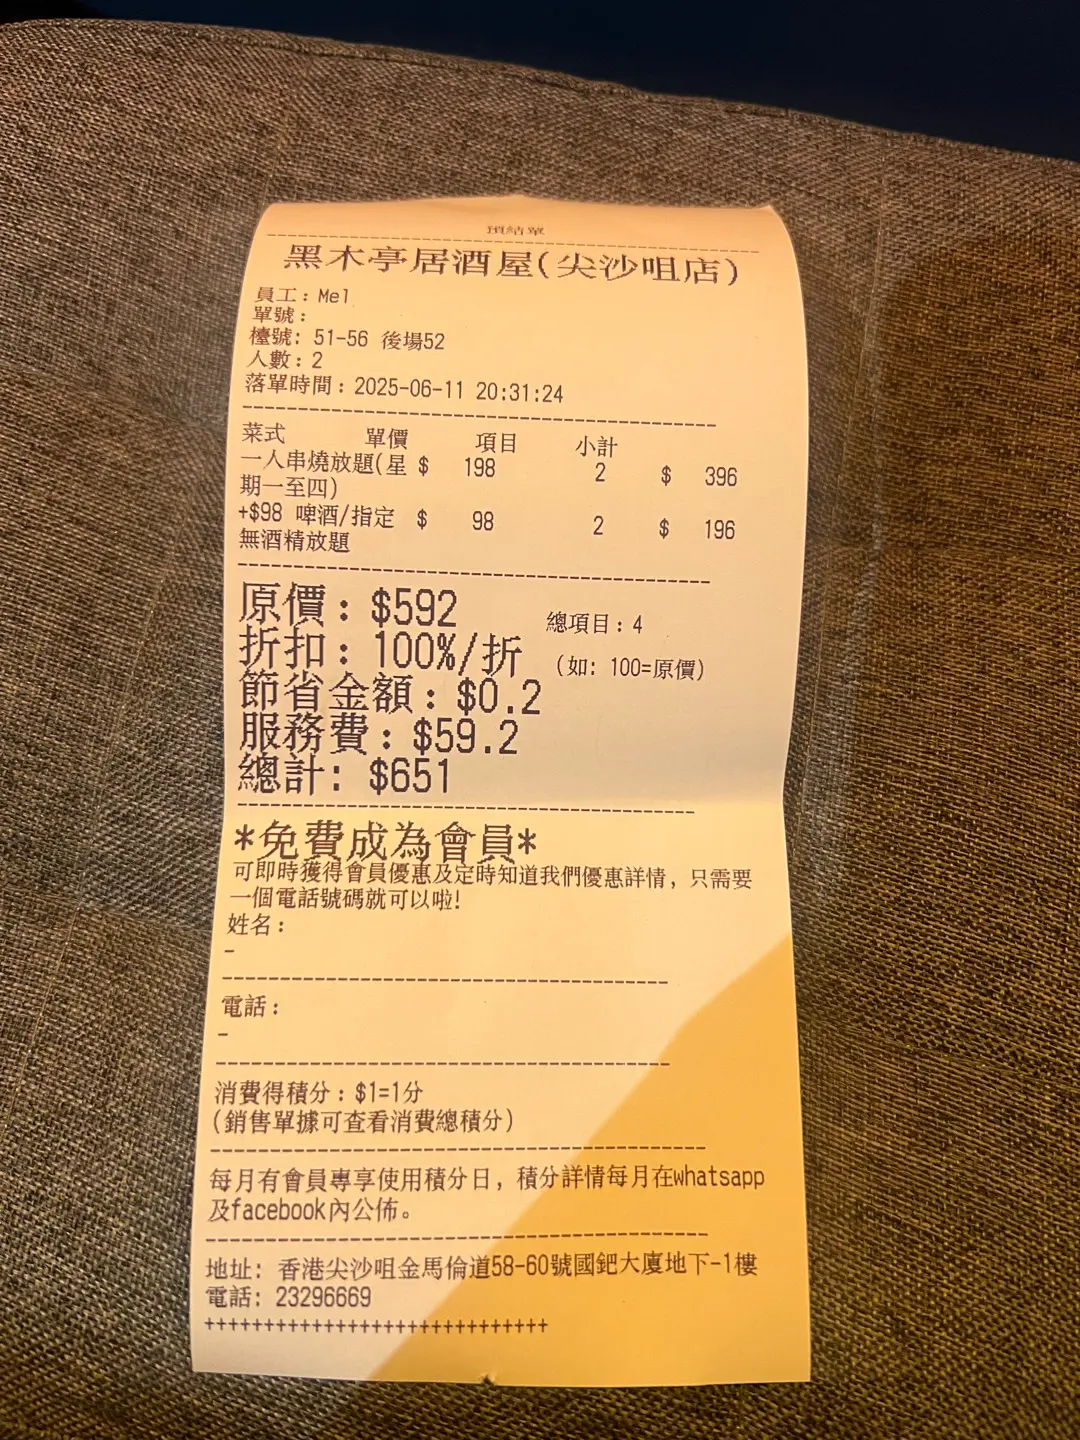 預結單
黑木亭居酒屋(尖沙咀店)
員工: Mel
單號:
檯號: 51-56 後場52
人數: 2
落單時間: 2025-06-11 20:31:24
菜式 單價 項目 小計
一人串燒放題(星 $ 198 2 $ 396
期一至四)
+$98 啤酒/指定 $ 98 2 $ 196
無酒精放題
原價: $592 總項目: 4
折扣: 100%/折 (如: 100=原價)
節省金額: $0.2
服務費: $59.2
總計: $651
*免費成為會員*
可即時獲得會員優惠及定時知道我們優惠詳情, 只需要
一個電話號碼就可以啦!
姓名:
-
電話:
-
消費得積分: $1=1分
(銷售單據可查看消費總積分)
每月有會員專享使用積分日, 積分詳情每月在whatsapp
及facebook內公佈。
地址: 香港尖沙咀金馬倫道58-60號國鈀大廈地下-1樓
電話: 23296669
+++++++++++++++++++++++++++++